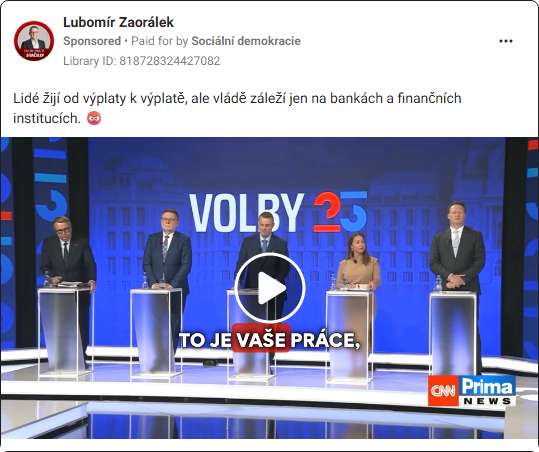 Lubomír Zaorálek
Sponsored • Paid for by Sociální demokracie
Library ID: 818728324427082
Lidé žijí od výplaty k výplatě, ale vládě záleží jen na bankách a finančních
institucích.
VOLBY 25
TO JE VAŠE PRÁCE,
CNN Prima
NEWS